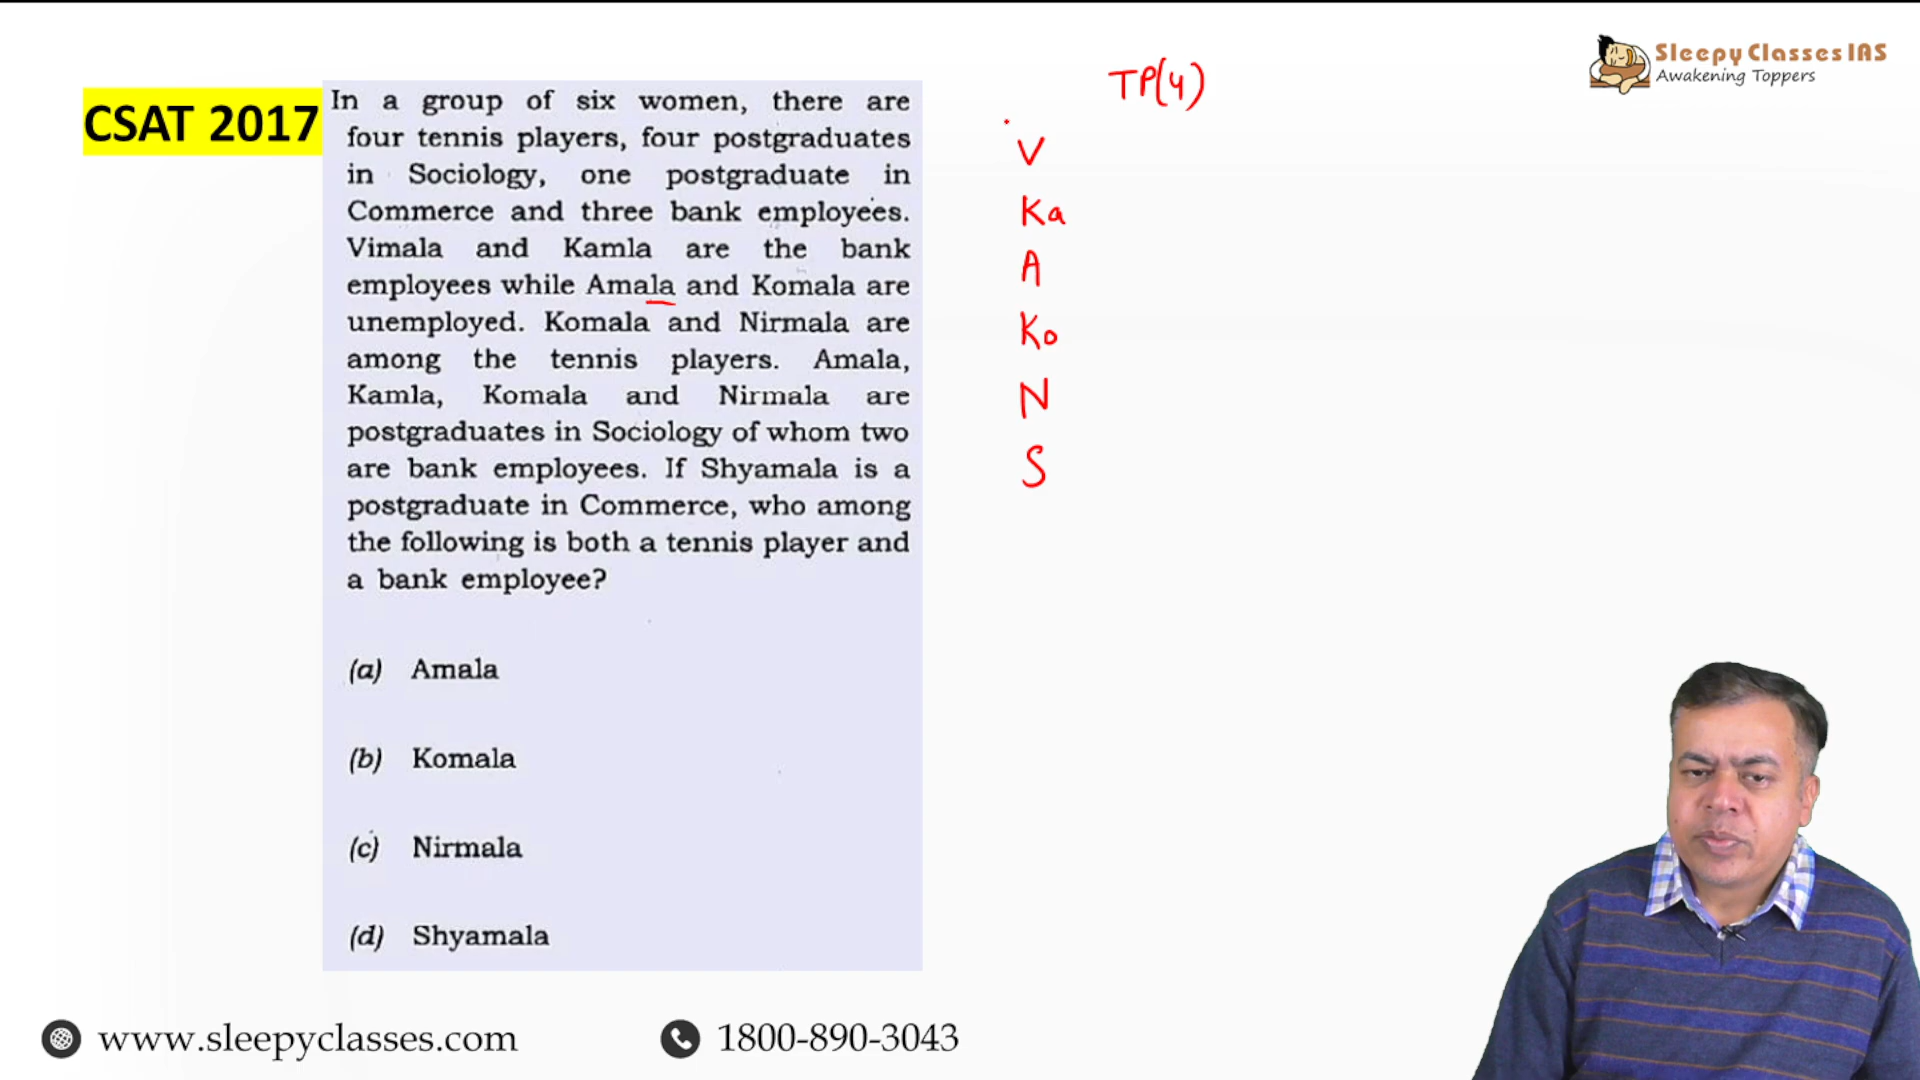 SleepyClasses IAS
Awakening Toppers
CSAT 2017
In a group of six women, there are
four tennis players, four postgraduates
in Sociology, one postgraduate in
Commerce and three bank employees.
Vimala and Kamla are the bank
employees while Amala and Komala are
unemployed. Komala and Nirmala are
among the tennis players. Amala,
Kamla, Komala and Nirmala are
postgraduates in Sociology of whom two
are bank employees. If Shyamala is a
postgraduate in Commerce, who among
the following is both a tennis player and
a bank employee?
(a) Amala
(b) Komala
(c) Nirmala
(d) Shyamala
TP(4)
V
Ka
A
Ko
N
S
www.sleepyclasses.com
1800-890-3043